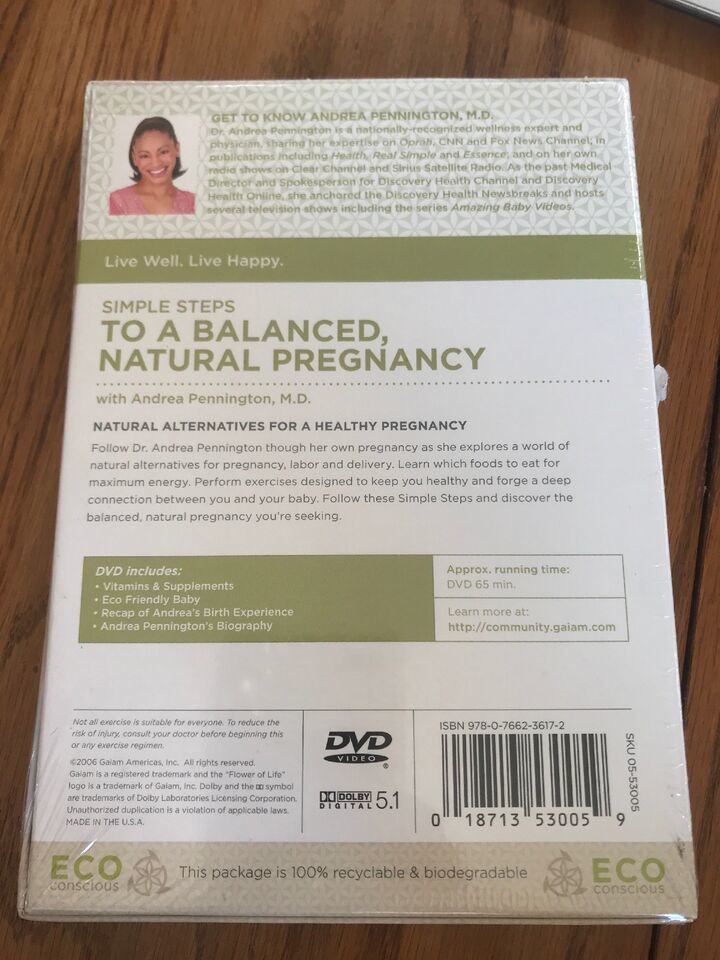 GET TO KNOW ANDREA PENNINGTON, M.D.
Dr. Andrea Pennington is a nationally-recognized wellness expert and
physician, sharing her expertise on Oprah, CNN and Fox News Channel; in
publications including Health, Real Simple and Essence; and on her own
radio shows on Clear Channel and Sirius Satellite Radio. As the past Medical
Director and Spokesperson for Discovery Health Channel and Discovery
Health Online, she anchored the Discovery Health Newsbreaks and hosts
several television shows including the series Amazing Baby Videos.
Live Well. Live Happy.
SIMPLE STEPS
TO A BALANCED,
NATURAL PREGNANCY
with Andrea Pennington, M.D.
NATURAL ALTERNATIVES FOR A HEALTHY PREGNANCY
Follow Dr. Andrea Pennington though her own pregnancy as she explores a world of
natural alternatives for pregnancy, labor and delivery. Learn which foods to eat for
maximum energy. Perform exercises designed to keep you healthy and forge a deep
connection between you and your baby. Follow these Simple Steps and discover the
balanced, natural pregnancy you're seeking.
DVD includes:
• Vitamins & Supplements
• Eco Friendly Baby
• Recap of Andrea's Birth Experience
• Andrea Pennington's Biography
Approx. running time:
DVD 65 min.
Learn more at:
http://community.gaiam.com
Not all exercise is suitable for everyone. To reduce the
risk of injury, consult your doctor before beginning this
or any exercise regimen.
©2006 Gaiam Americas, Inc. All rights reserved.
Gaiam is a registered trademark and the "Flower of Life"
logo is a trademark of Gaiam, Inc. Dolby and the DD symbol
are trademarks of Dolby Laboratories Licensing Corporation.
Unauthorized duplication is a violation of applicable laws.
MADE IN THE U.S.A.
DVD
VIDEO ®
DOLBY
DIGITAL 5.1
ISBN 978-0-7662-3617-2
0 18713 53005 9
SKU 05-53005
ECO
conscious
This package is 100% recyclable & biodegradable
ECO
conscious